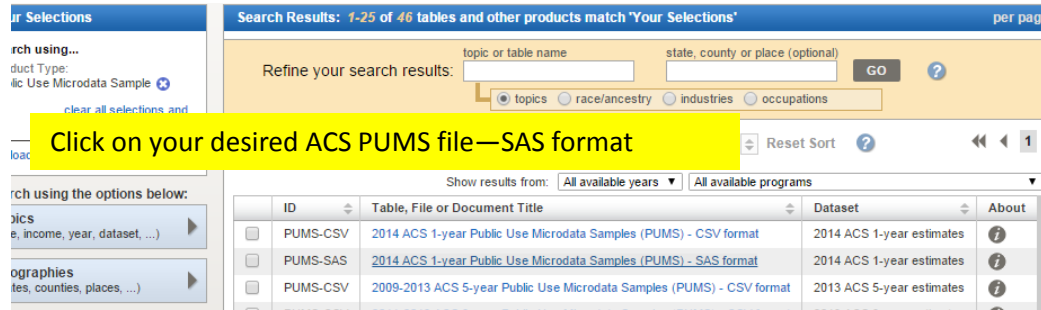 r Selections
Search Results: 1-25 of 46 tables and other products match 'Your Selections'
per pag
rch using...
duct Type:
lic Use Microdata Sample
clear all selections and
topic or table name
state, county or place (optional)
Refine your search results:
GO
topics race/ancestry industries occupations
Click on your desired ACS PUMS file—SAS format
Reset Sort
1
load
Show results from: All available years All available programs
rch using the options below:
pics
e, income, year, dataset, ...)
ographies
tes, counties, places, ...)
ID Table, File or Document Title Dataset About
PUMS-CSV 2014 ACS 1-year Public Use Microdata Samples (PUMS) - CSV format 2014 ACS 1-year estimates
PUMS-SAS 2014 ACS 1-year Public Use Microdata Samples (PUMS) - SAS format 2014 ACS 1-year estimates
PUMS-CSV 2009-2013 ACS 5-year Public Use Microdata Samples (PUMS) - CSV format 2013 ACS 5-year estimates